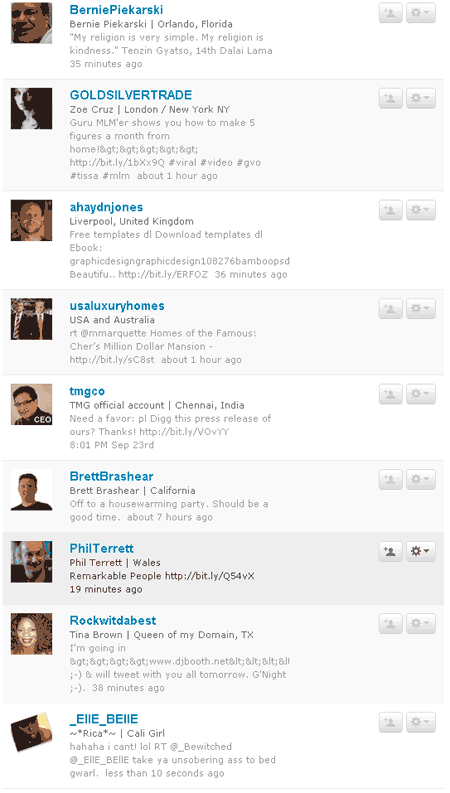 BerniePiekarski
Bernie Piekarski | Orlando, Florida
"My religion is very simple. My religion is
kindness." Tenzin Gyatso, 14th Dalai Lama
35 minutes ago
GOLDSILVERTRADE
Zoe Cruz | London / New York NY
Guru MLM'er shows you how to make 5
figures a month from
home!&gt;&gt;&gt;&gt;&gt;
http://bit.ly/1bXx9Q #viral #video #gvo
#tissa #mlm about 1 hour ago
ahaydnjones
Liverpool, United Kingdom
Free templates dl Download templates dl
Ebook:
graphicdesigngraphicdesign108276bamboopsd
Beautifu.. http://bit.ly/ERFOZ 36 minutes ago
usaluxuryhomes
USA and Australia
rt @mmarquette Homes of the Famous:
Cher's Million Dollar Mansion -
http://bit.ly/sC8st about 1 hour ago
tmgco
TMG official account | Chennai, India
Need a favor: pl Digg this press release of
ours? Thanks! http://bit.ly/VOvYY
8:01 PM Sep 23rd
CEO
BrettBrashear
Brett Brashear | California
Off to a housewarming party. Should be a
good time. about 7 hours ago
PhilTerrett
Phil Terrett | Wales
Remarkable People http://bit.ly/Q54vX
19 minutes ago
Rockwitdabest
Tina Brown | Queen of my Domain, TX
I'm going in
&gt;&gt;&gt;&gt;www.djbooth.net&lt;&lt;&lt;&l
;-) & will tweet with you all tomorrow. G'Night
;-). 38 minutes ago
_EllE_BEllE
~*Rica*~ | Cali Girl
hahaha i cant! lol RT @_Bewitched
@_EllE_BEllE take ya unsobering ass to bed
gwarl. less than 10 seconds ago